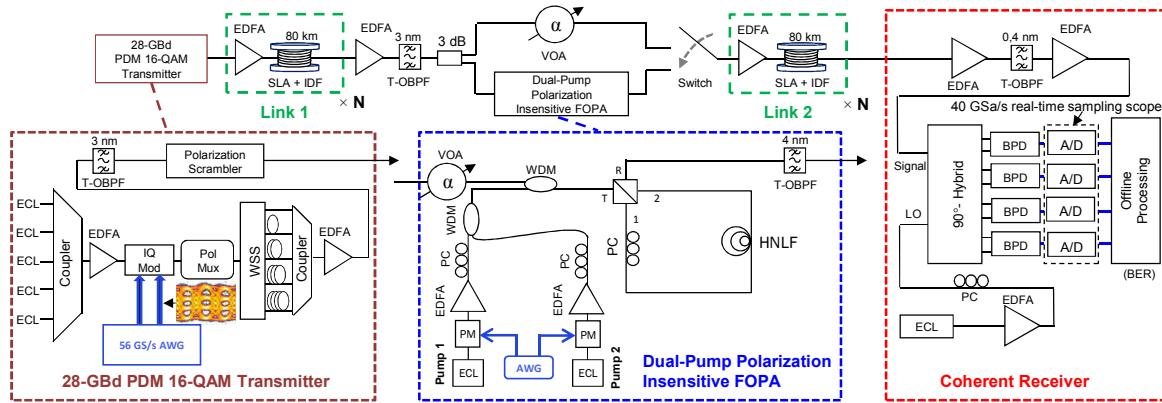 28-GBd
PDM 16-QAM
Transmitter
EDFA
80 km
SLA + IDF
× N
Link 1
EDFA
3 nm
T-OBPF
3 dB
α
VOA
Dual-Pump
Polarization
Insensitive FOPA
Switch
EDFA
80 km
SLA + IDF
× N
Link 2
EDFA
0,4 nm
T-OBPF
EDFA
3 nm
T-OBPF
Polarization
Scrambler
ECL
ECL
ECL
ECL
ECL
Coupler
EDFA
IQ
Mod
Pol
Mux
WSS
Coupler
EDFA
56 GS/s AWG
28-GBd PDM 16-QAM Transmitter
VOA
α
WDM
WDM
R
T
2
1
4 nm
T-OBPF
PC
HNLF
PC
PC
EDFA
EDFA
PM
PM
AWG
ECL
ECL
Pump 1
Pump 2
Dual-Pump Polarization
Insensitive FOPA
40 GSa/s real-time sampling scope
Signal
LO
90°- Hybrid
BPD
A/D
BPD
A/D
BPD
A/D
BPD
A/D
Offline
Processing
(BER)
PC
EDFA
ECL
Coherent Receiver